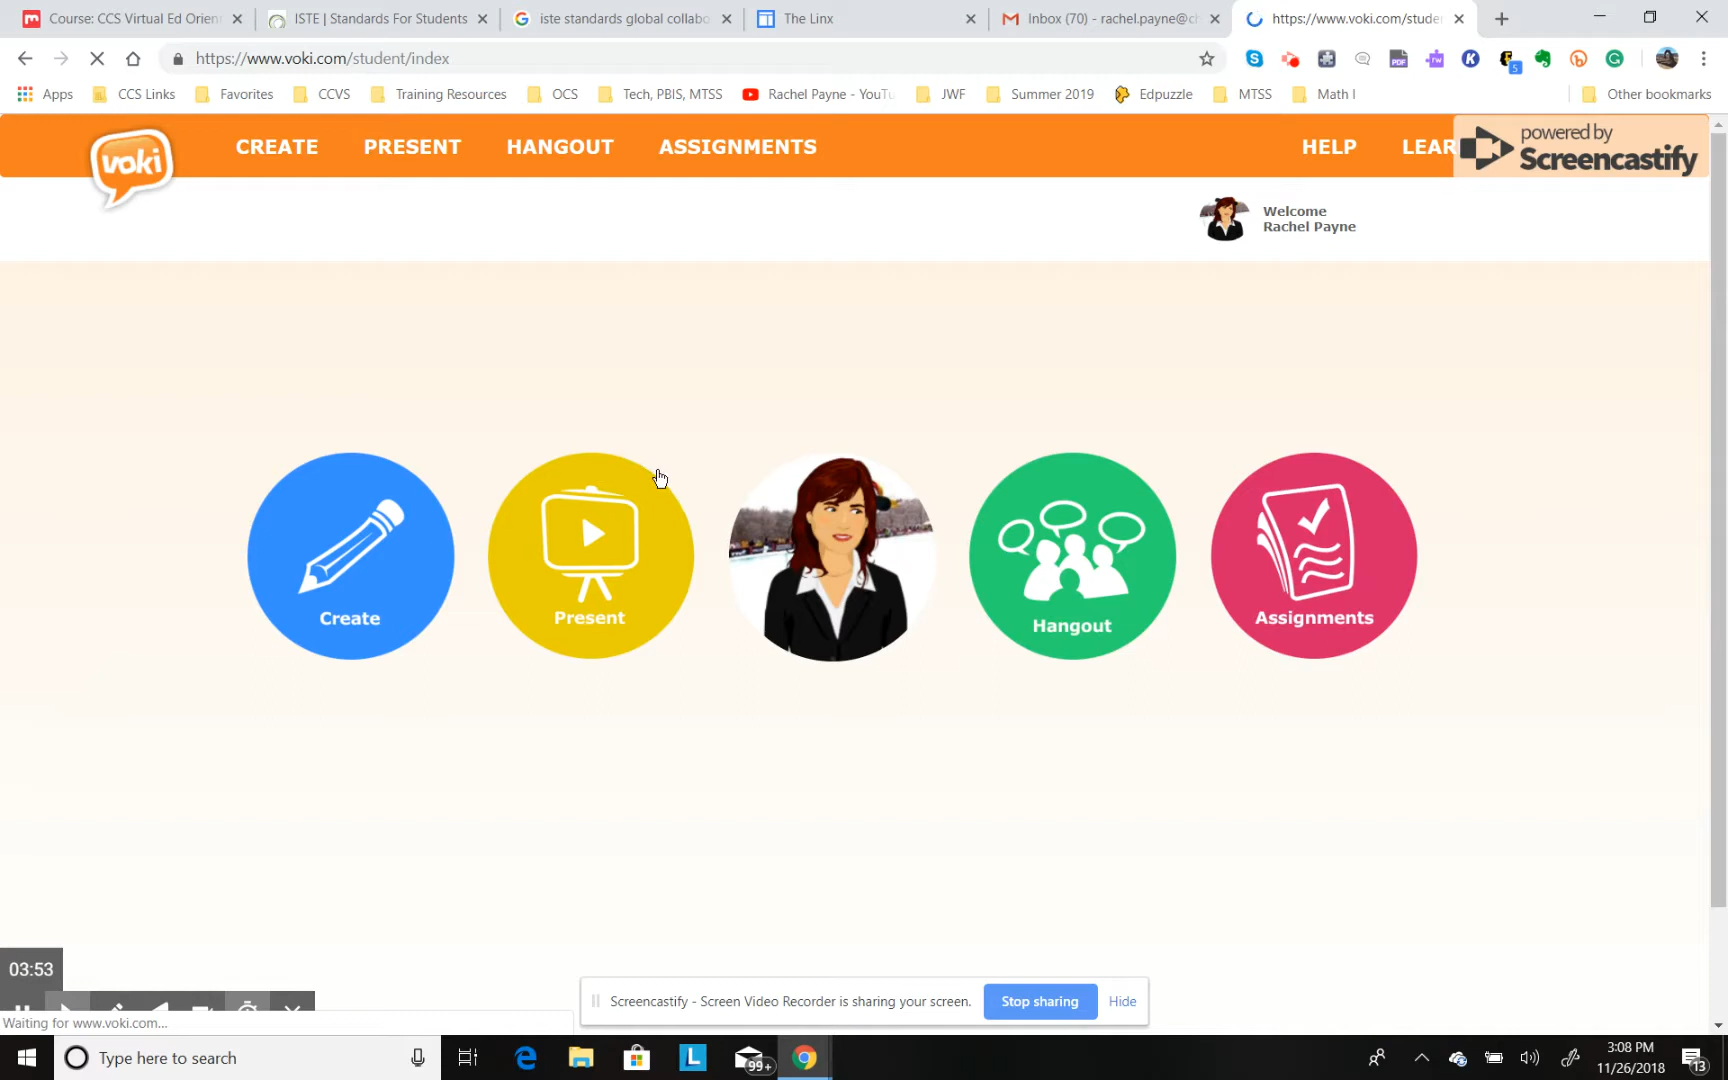 Course: CCS Virtual Ed Orien
ISTE | Standards For Students
iste standards global collabo
The Linx
Inbox (70) - rachel.payne@ch
https://www.voki.com/studen
https://www.voki.com/student/index
5
Apps
CCS Links
Favorites
CCVS
Training Resources
OCS
Tech, PBIS, MTSS
Rachel Payne - YouTu
JWF
Summer 2019
Edpuzzle
MTSS
Math I
Other bookmarks
voki
CREATE
PRESENT
HANGOUT
ASSIGNMENTS
HELP
LEAR
powered by
Screencastify
Welcome
Rachel Payne
Create
Present
Hangout
Assignments
03:53
Screencastify - Screen Video Recorder is sharing your screen.
Stop sharing
Hide
Waiting for www.voki.com...
Type here to search
L
99+
3:08 PM
11/26/2018
13